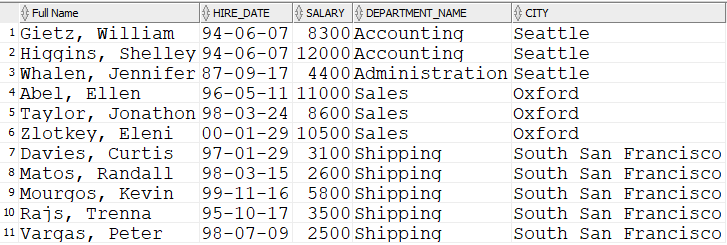 Full Name HIRE_DATE SALARY DEPARTMENT_NAME CITY
1 Gietz, William 94-06-07 8300 Accounting Seattle
2 Higgins, Shelley 94-06-07 12000 Accounting Seattle
3 Whalen, Jennifer 87-09-17 4400 Administration Seattle
4 Abel, Ellen 96-05-11 11000 Sales Oxford
5 Taylor, Jonathon 98-03-24 8600 Sales Oxford
6 Zlotkey, Eleni 00-01-29 10500 Sales Oxford
7 Davies, Curtis 97-01-29 3100 Shipping South San Francisco
8 Matos, Randall 98-03-15 2600 Shipping South San Francisco
9 Mourgos, Kevin 99-11-16 5800 Shipping South San Francisco
10 Rajs, Trenna 95-10-17 3500 Shipping South San Francisco
11 Vargas, Peter 98-07-09 2500 Shipping South San Francisco